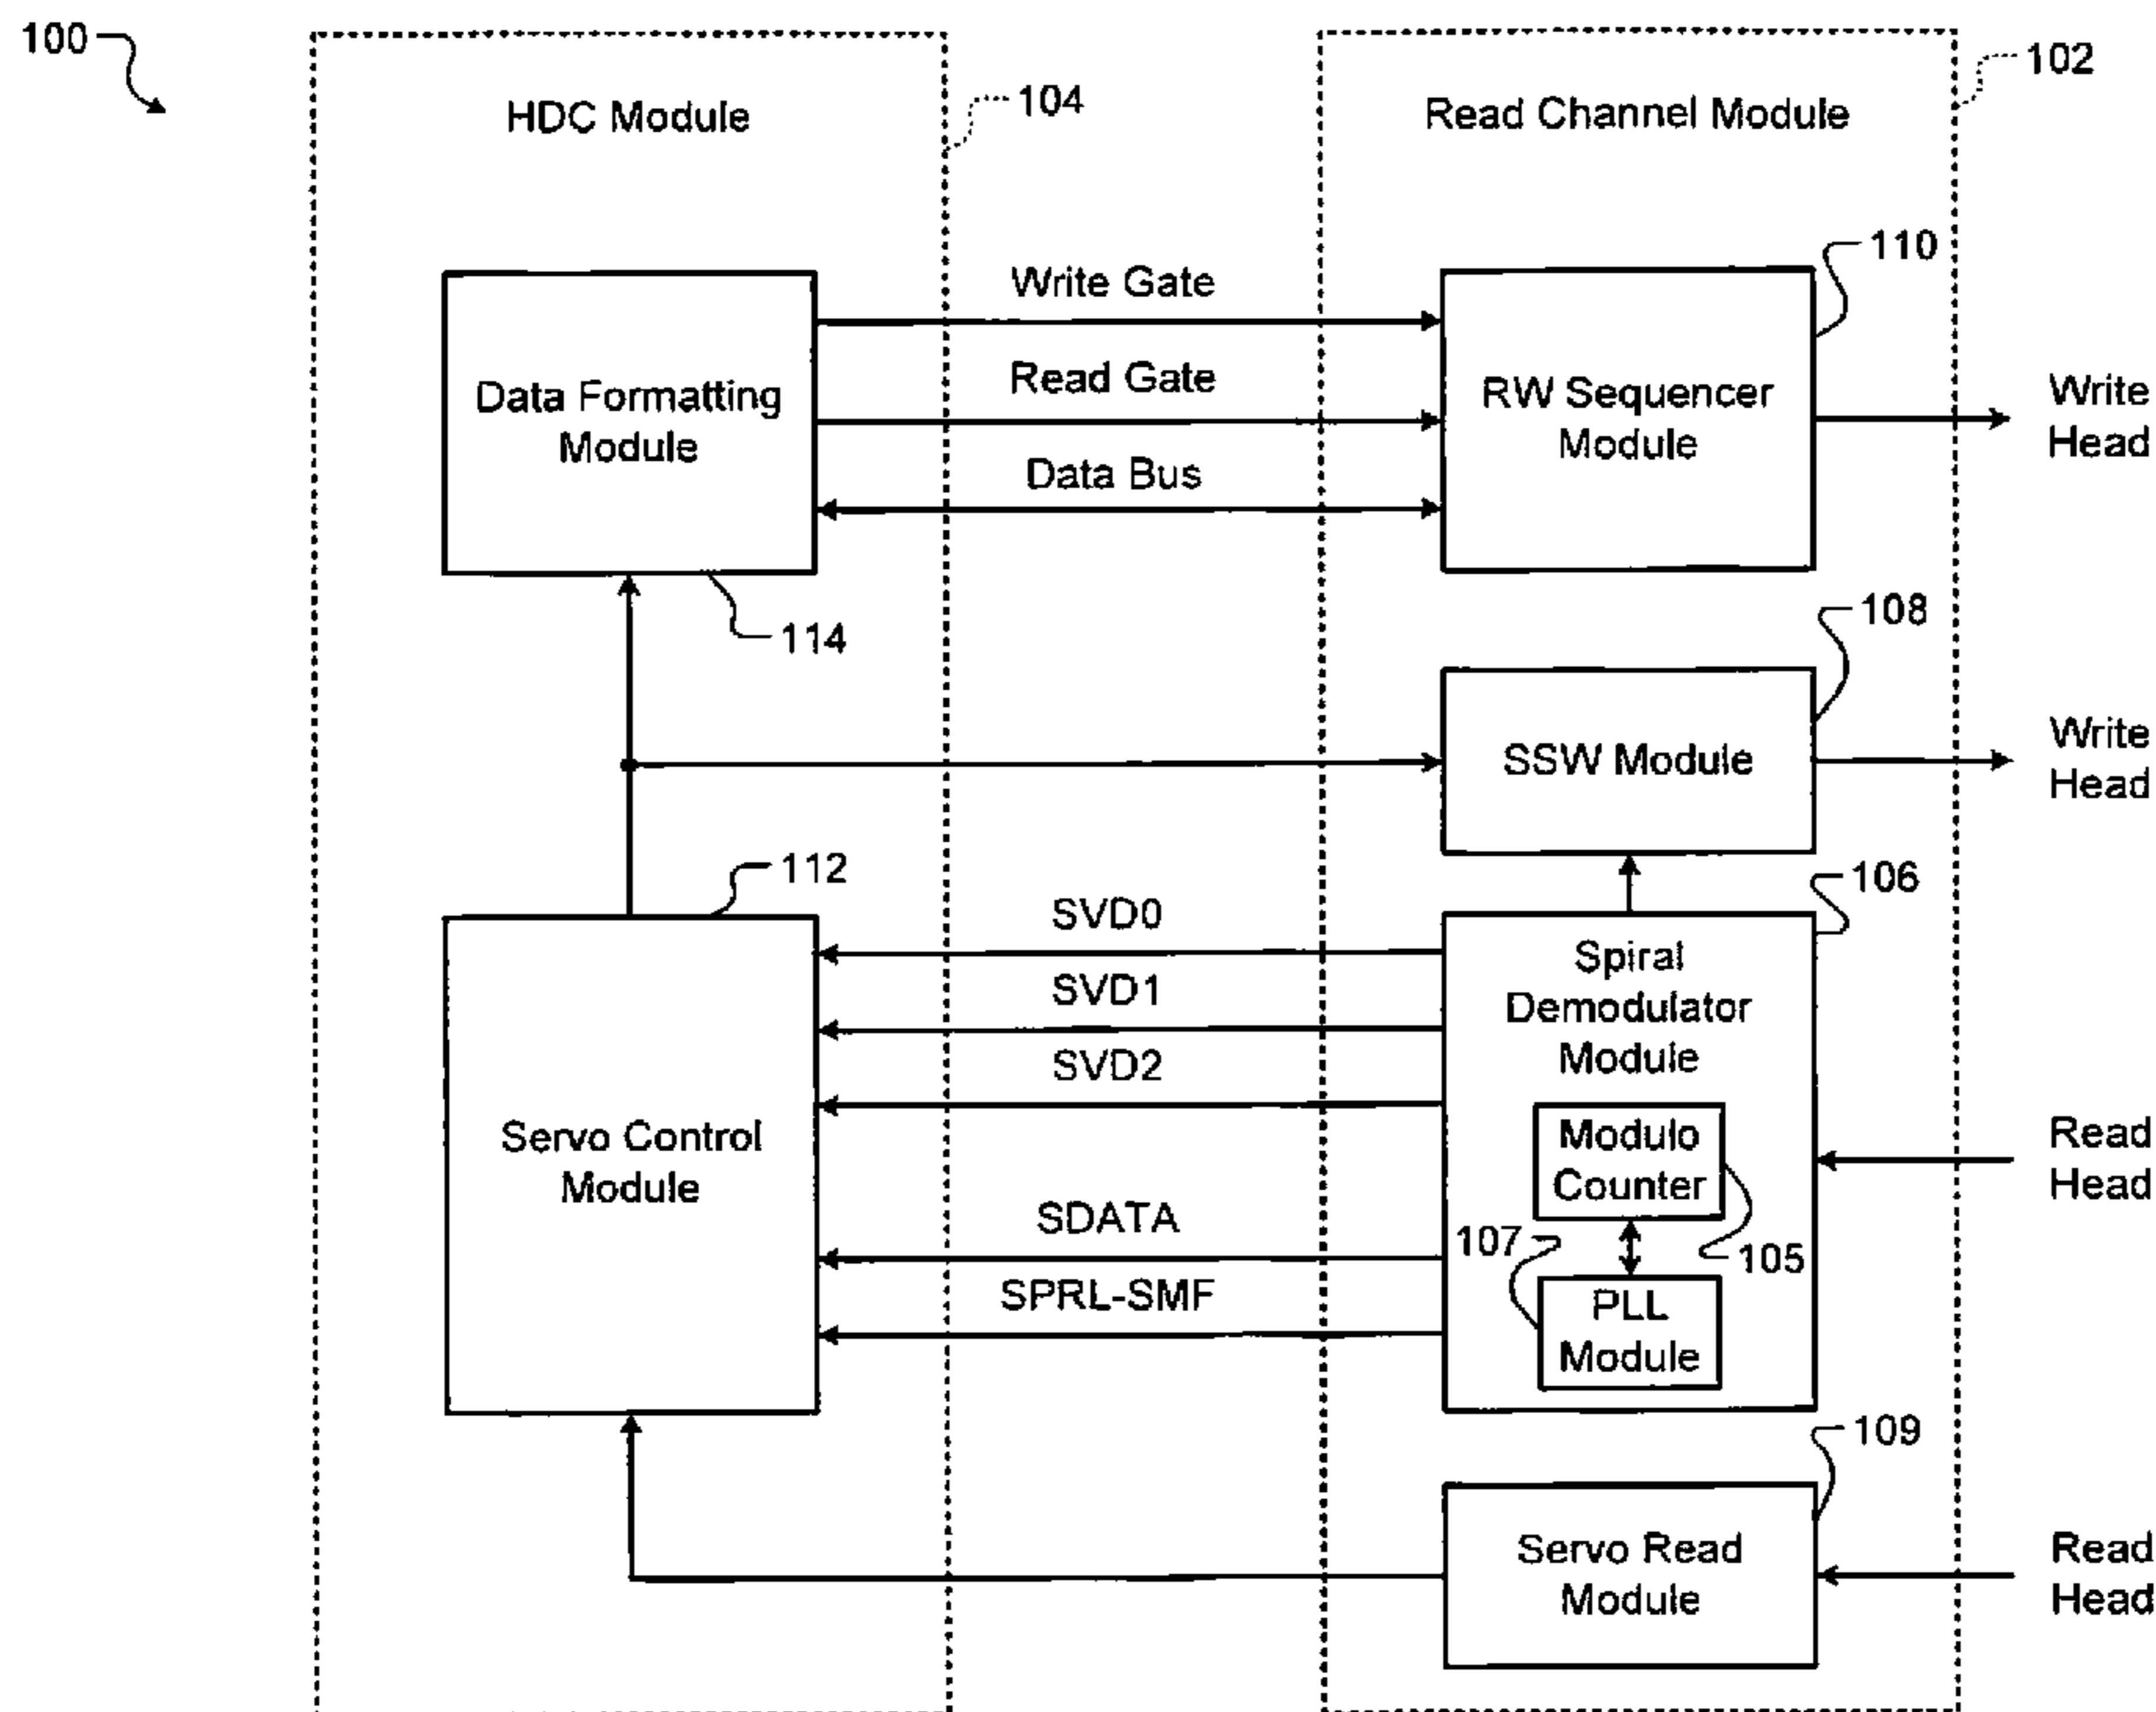 100
HDC Module
104
Read Channel Module
102
110
Write Gate
Data Formatting
Module
Read Gate
RW Sequencer
Module
Write
Head
Data Bus
114
108
SSW Module
Write
Head
112
106
SVD0
SVD1
SVD2
Spiral
Demodulator
Module
Servo Control
Module
Modulo
Counter
Read
Head
SDATA
107
105
SPRL-SMF
PLL
Module
109
Servo Read
Module
Read
Head